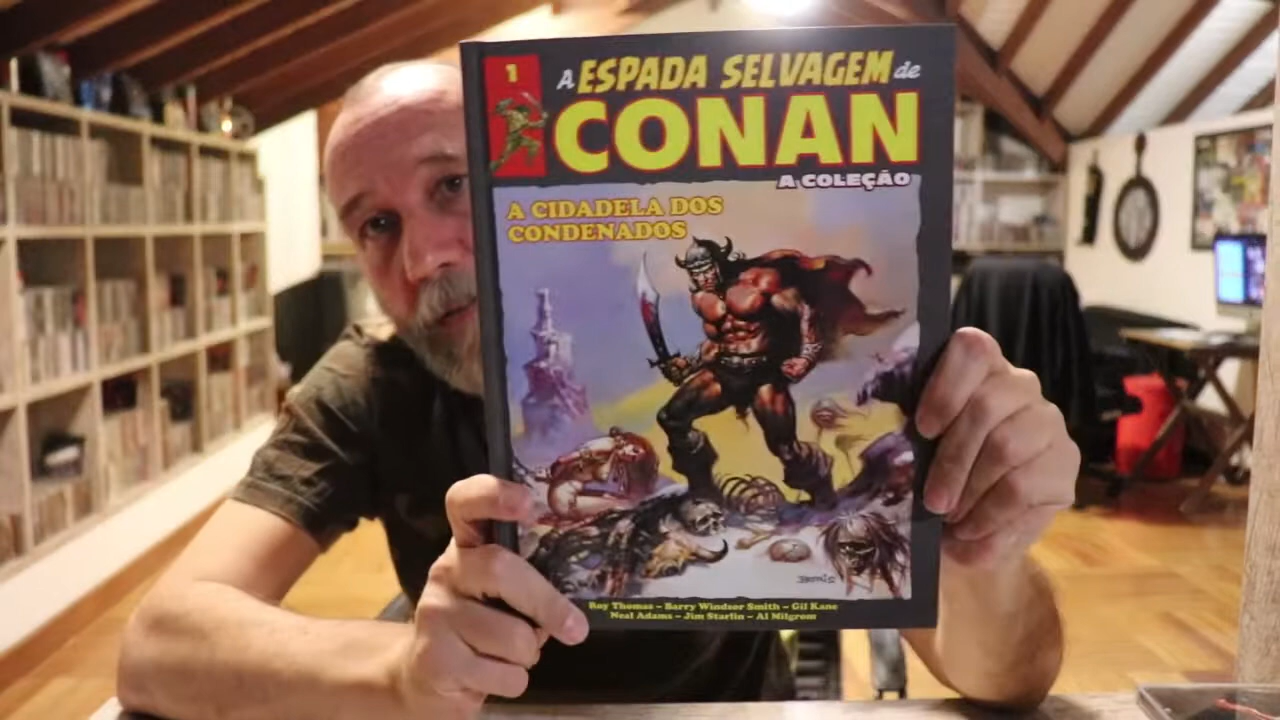 1
A ESPADA SELVAGEM de
CONAN
A COLEÇÃO
A CIDADELA DOS
CONDENADOS
BORIS
Roy Thomas – Barry Windsor Smith – Gil Kane
Neal Adams – Jim Starlin – Al Milgrom